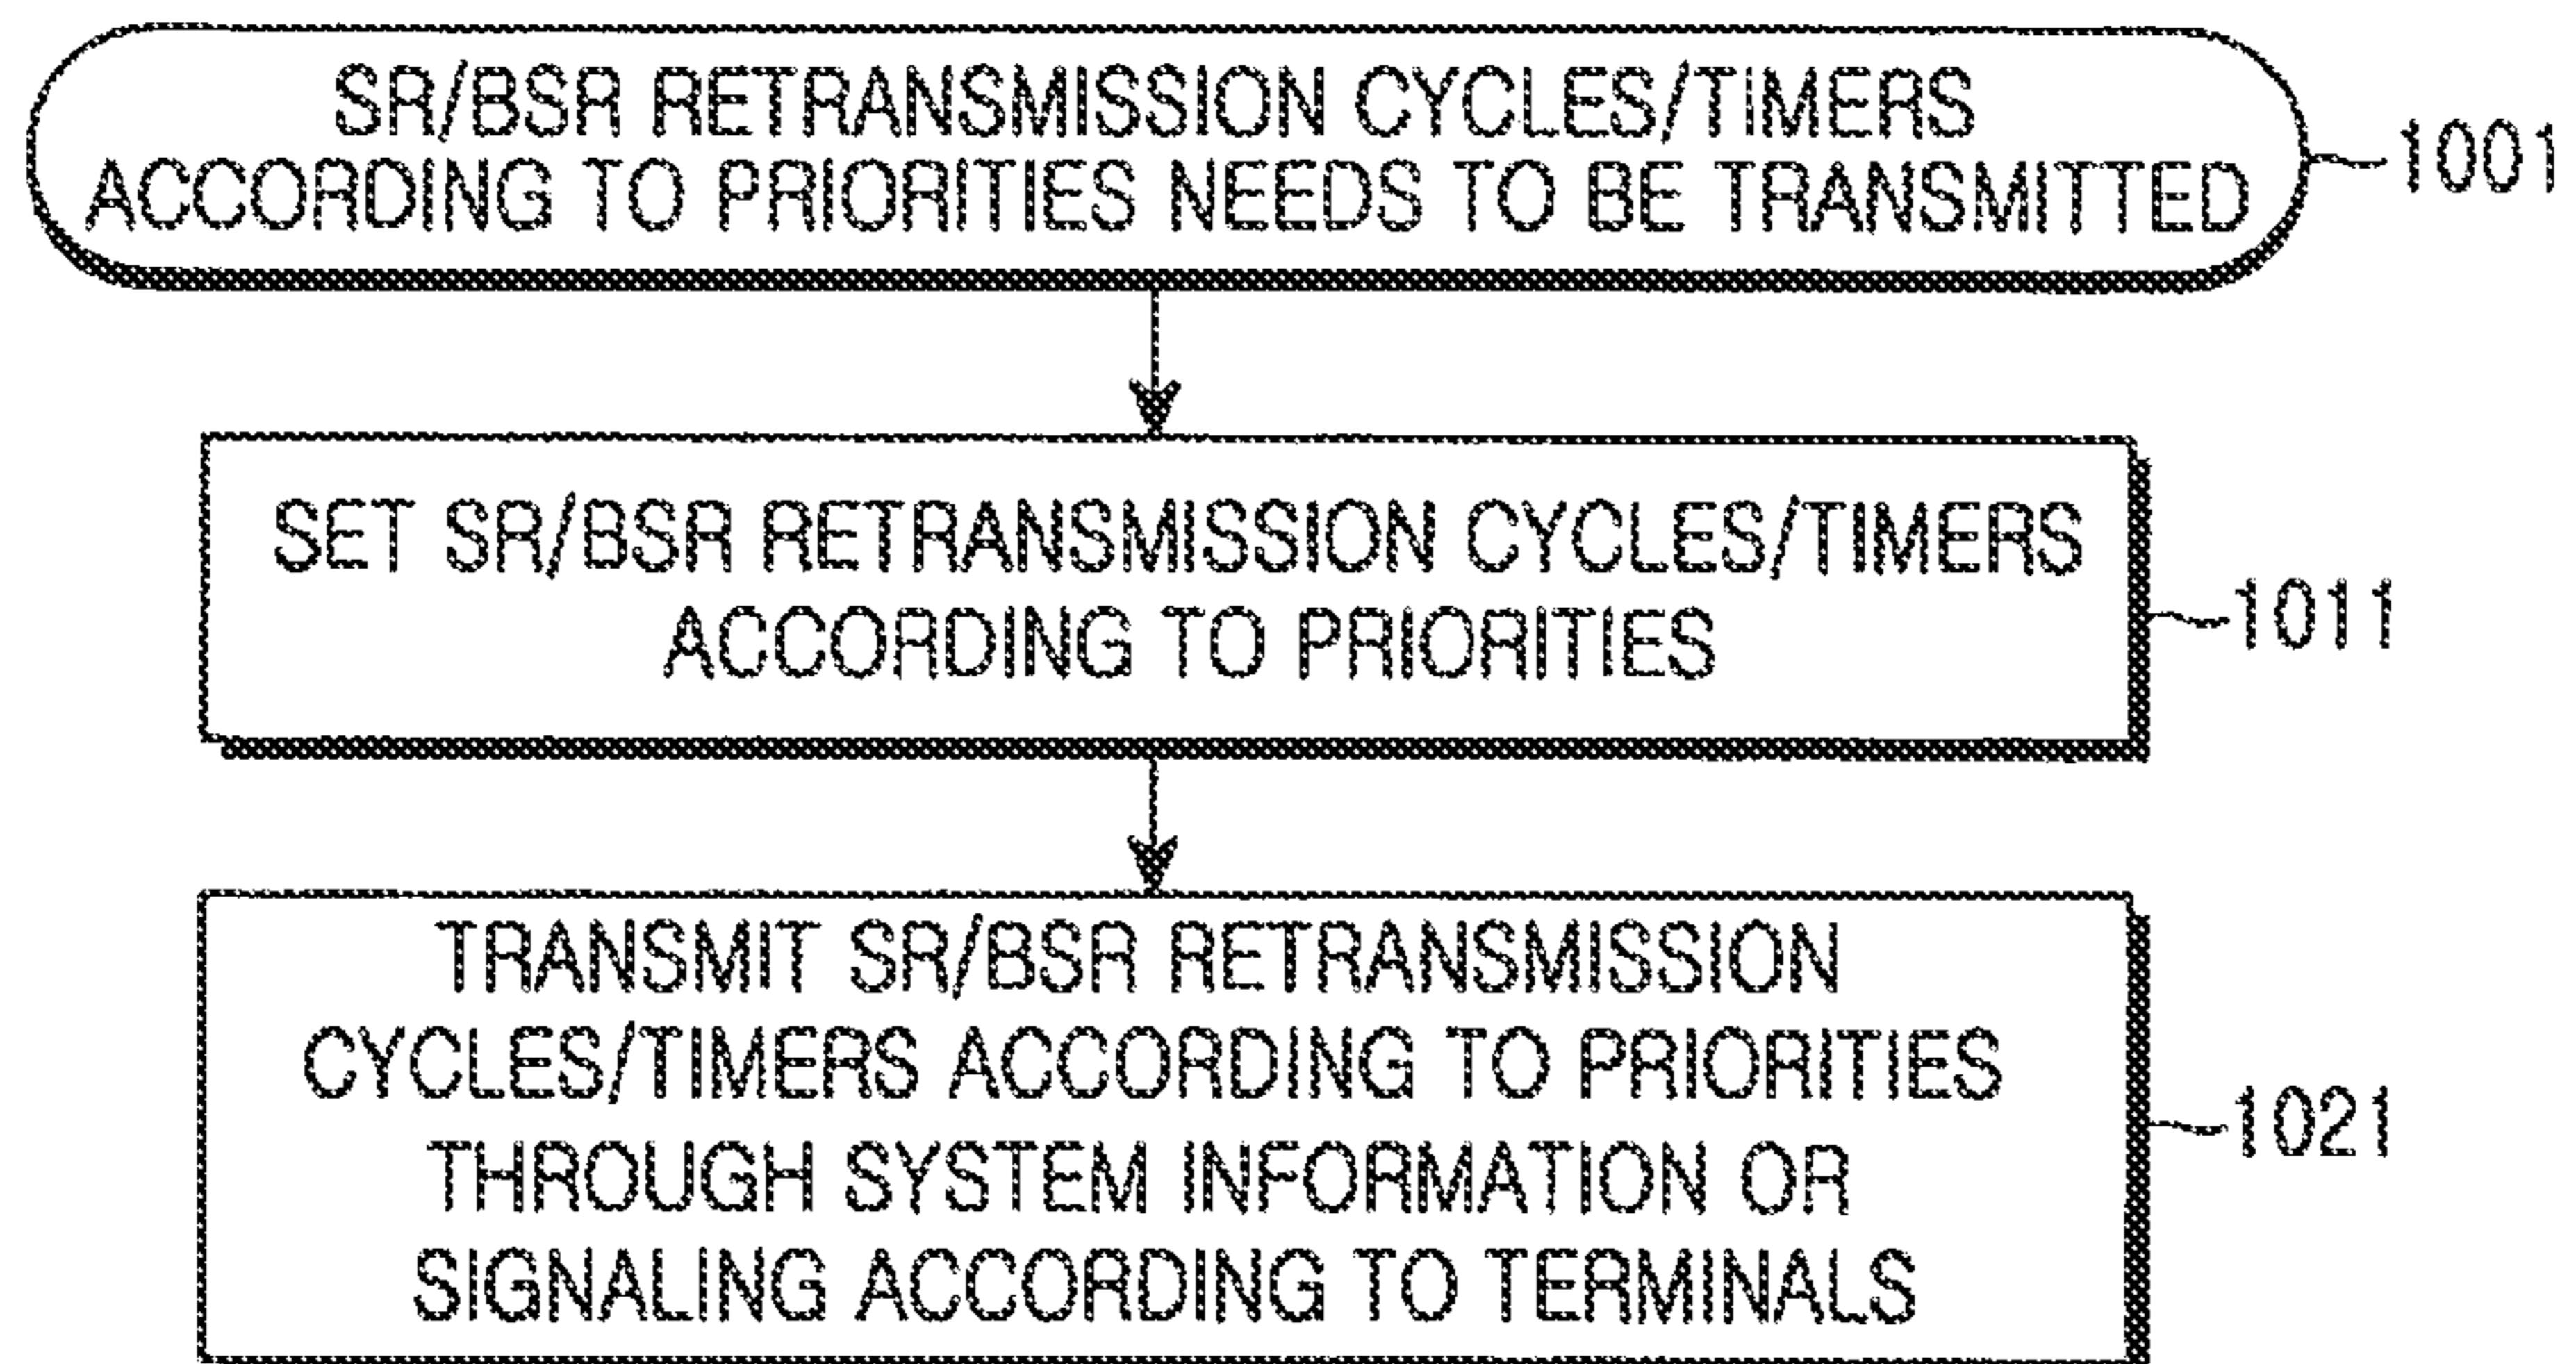 SR/BSR RETRANSMISSION CYCLES/TIMERS
ACCORDING TO PRIORITIES NEEDS TO BE TRANSMITTED
1001
SET SR/BSR RETRANSMISSION CYCLES/TIMERS
ACCORDING TO PRIORITIES
1011
TRANSMIT SR/BSR RETRANSMISSION
CYCLES/TIMERS ACCORDING TO PRIORITIES
THROUGH SYSTEM INFORMATION OR
SIGNALING ACCORDING TO TERMINALS
1021